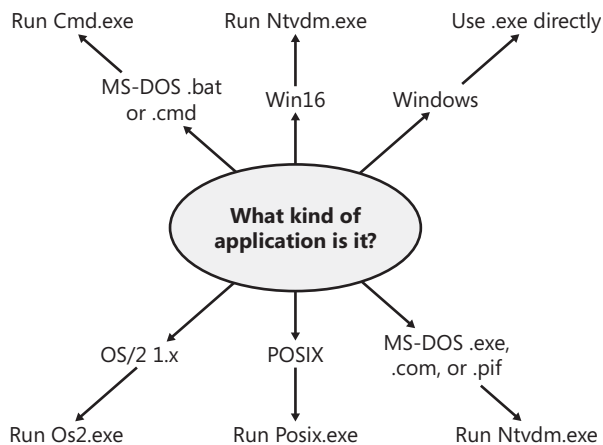 Run Cmd.exe
Run Ntvdm.exe
Use .exe directly
MS-DOS .bat
or .cmd
Win16
Windows
What kind of
application is it?
OS/2 1.x
POSIX
MS-DOS .exe,
.com, or .pif
Run Os2.exe
Run Posix.exe
Run Ntvdm.exe